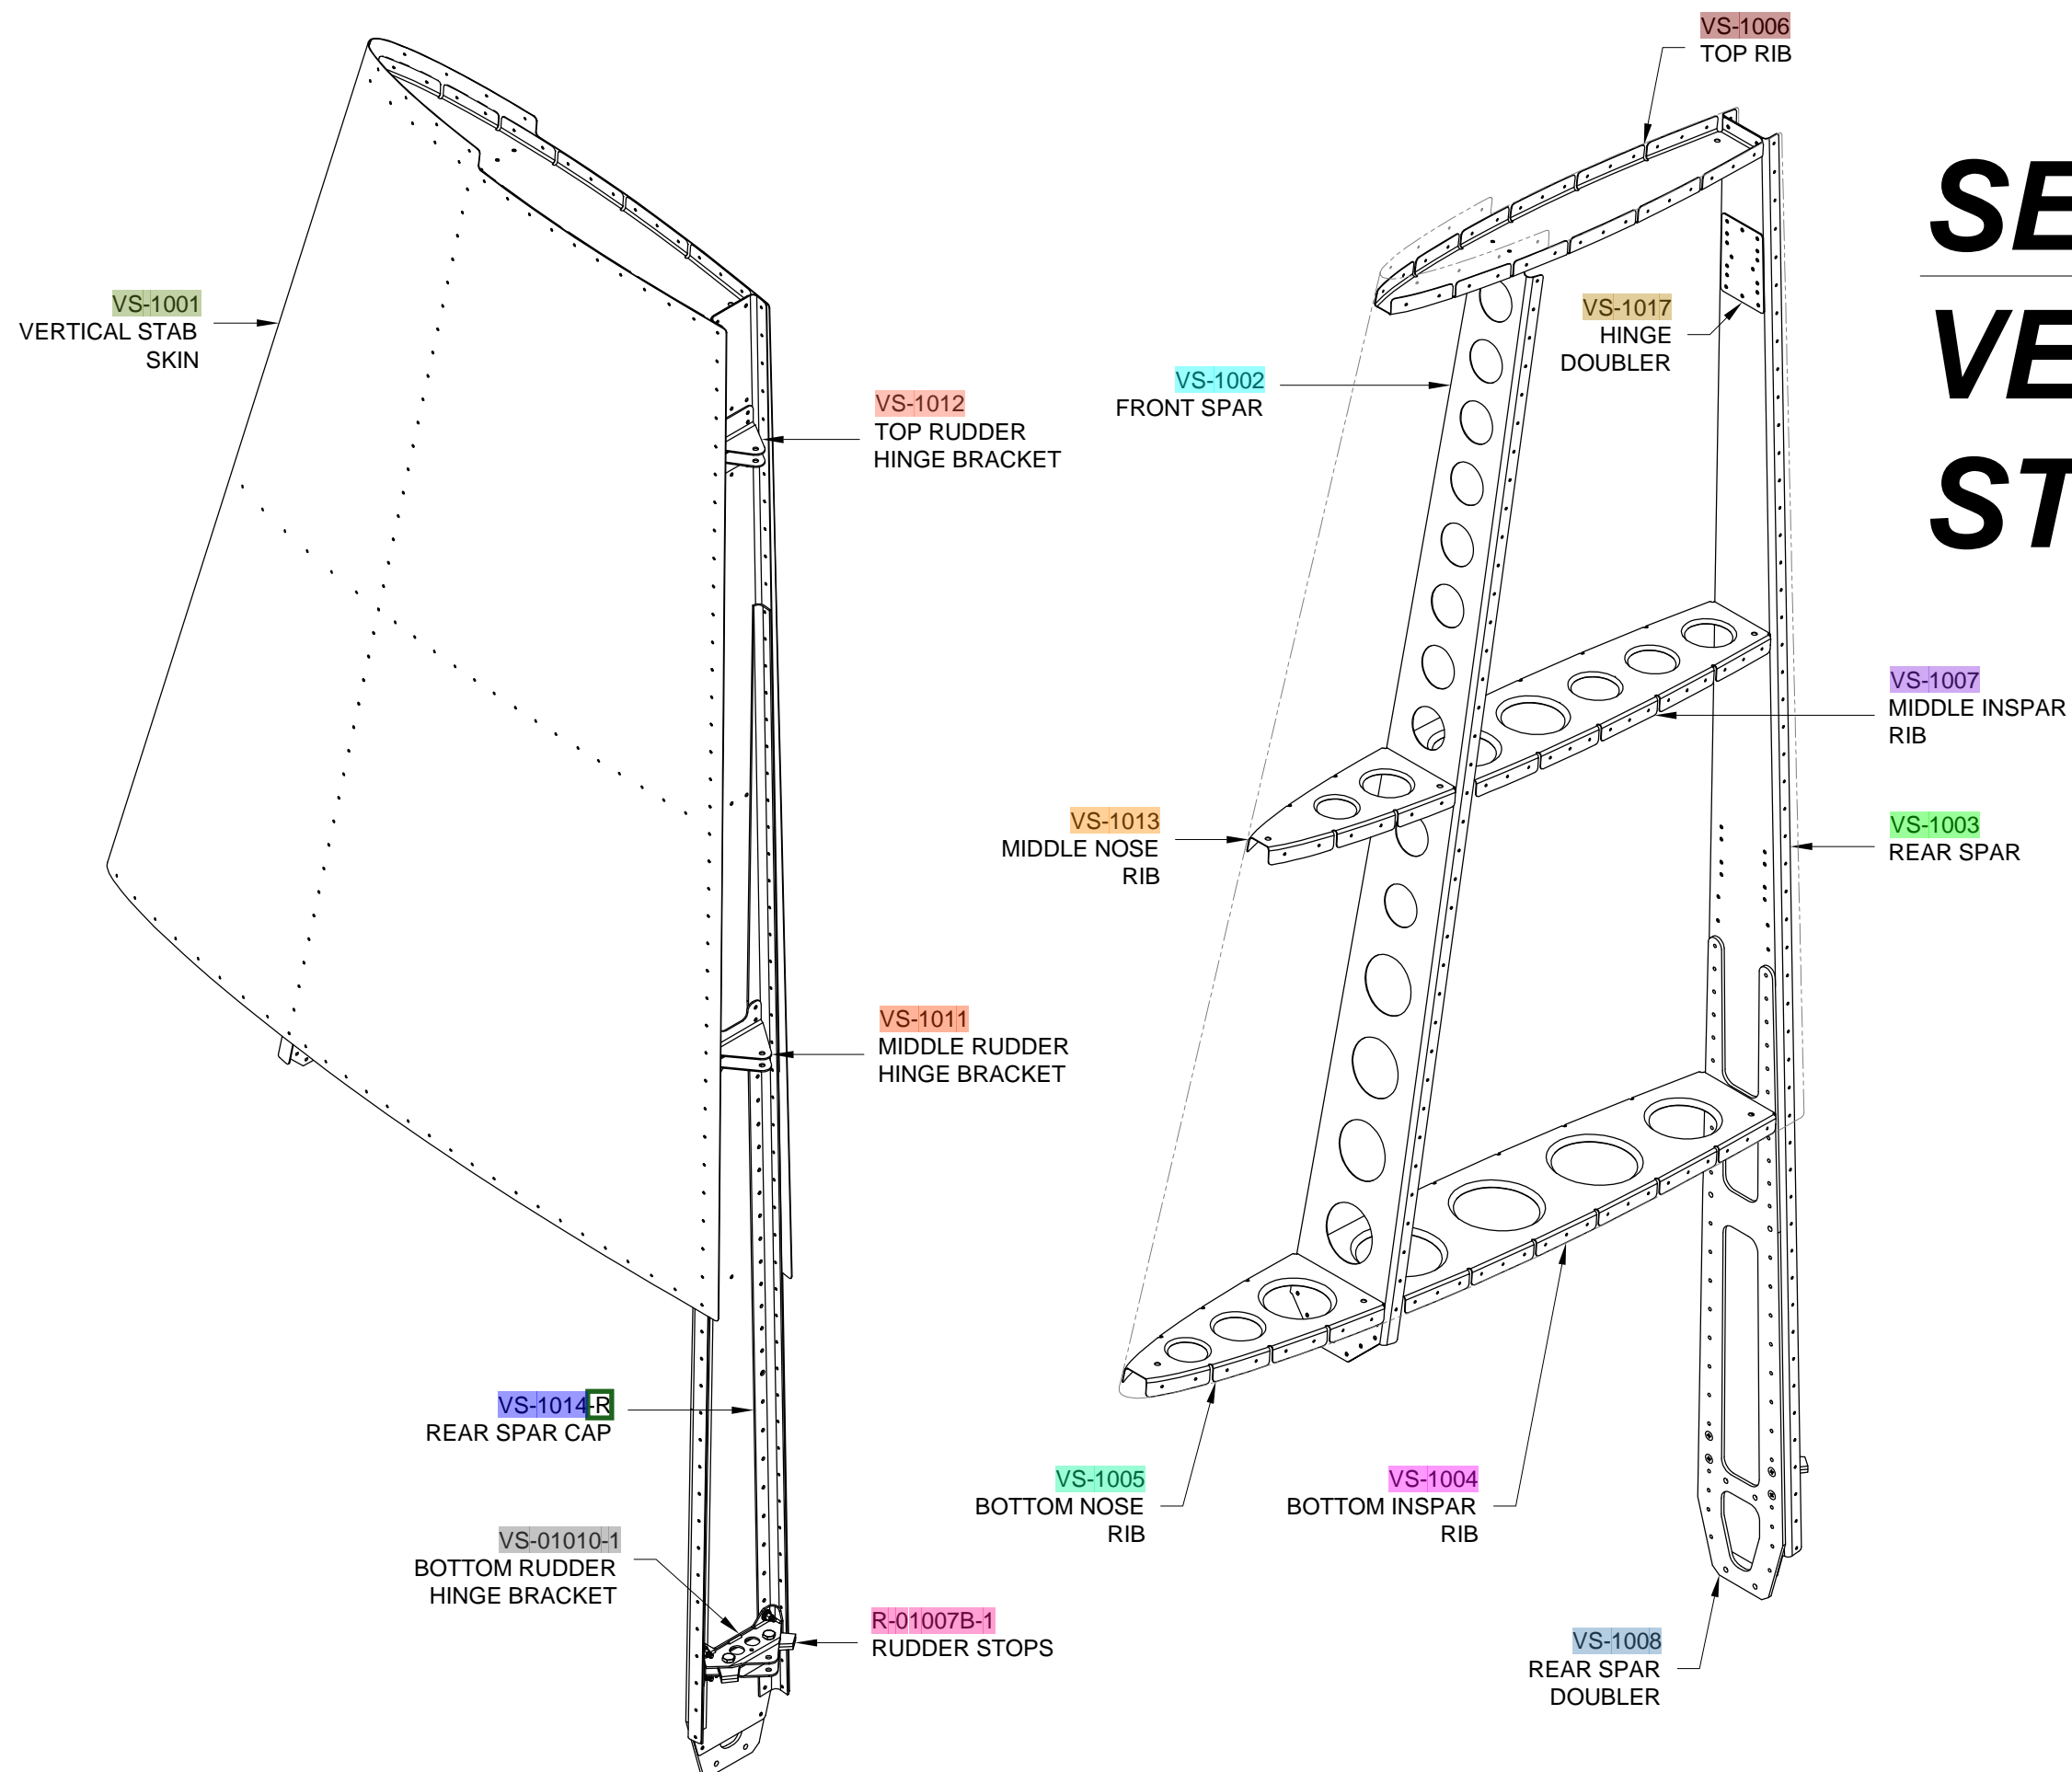 VS-1006
TOP RIB
SE
VE
ST
VS-1001
VERTICAL STAB
SKIN
VS-1017
HINGE
DOUBLER
VS-1002
FRONT SPAR
VS-1012
TOP RUDDER
HINGE BRACKET
VS-1007
MIDDLE INSPAR
RIB
VS-1013
MIDDLE NOSE
RIB
VS-1003
REAR SPAR
VS-1011
MIDDLE RUDDER
HINGE BRACKET
VS-1014-R
REAR SPAR CAP
VS-1005
BOTTOM NOSE
RIB
VS-1004
BOTTOM INSPAR
RIB
VS-01010-1
BOTTOM RUDDER
HINGE BRACKET
R-01007B-1
RUDDER STOPS
VS-1008
REAR SPAR
DOUBLER